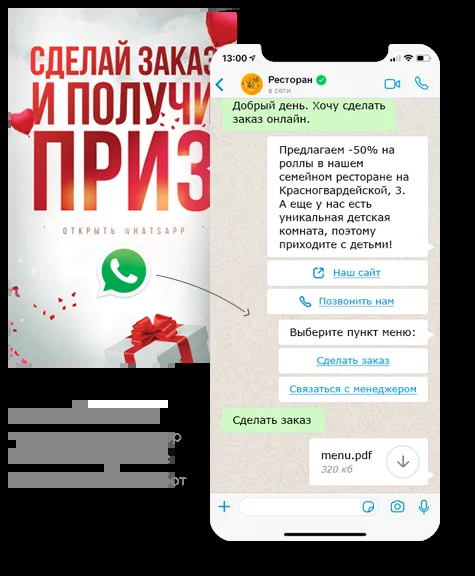 СДЕЛАЙ ЗАКАЗ
И ПОЛУЧИ
ПРИЗ
ОТКРЫТЬ WHATSAPP
13:00
Ресторан
в сети
Добрый день. Хочу сделать
заказ онлайн.
Предлагаем -50% на
роллы в нашем
семейном ресторане на
Красногвардейской, 3.
А еще у нас есть
уникальная детская
комната, поэтому
приходите с детьми!
Наш сайт
Позвонить нам
Выберите пункт меню:
Сделать заказ
Связаться с менеджером
Сделать заказ
menu.pdf
320 кб